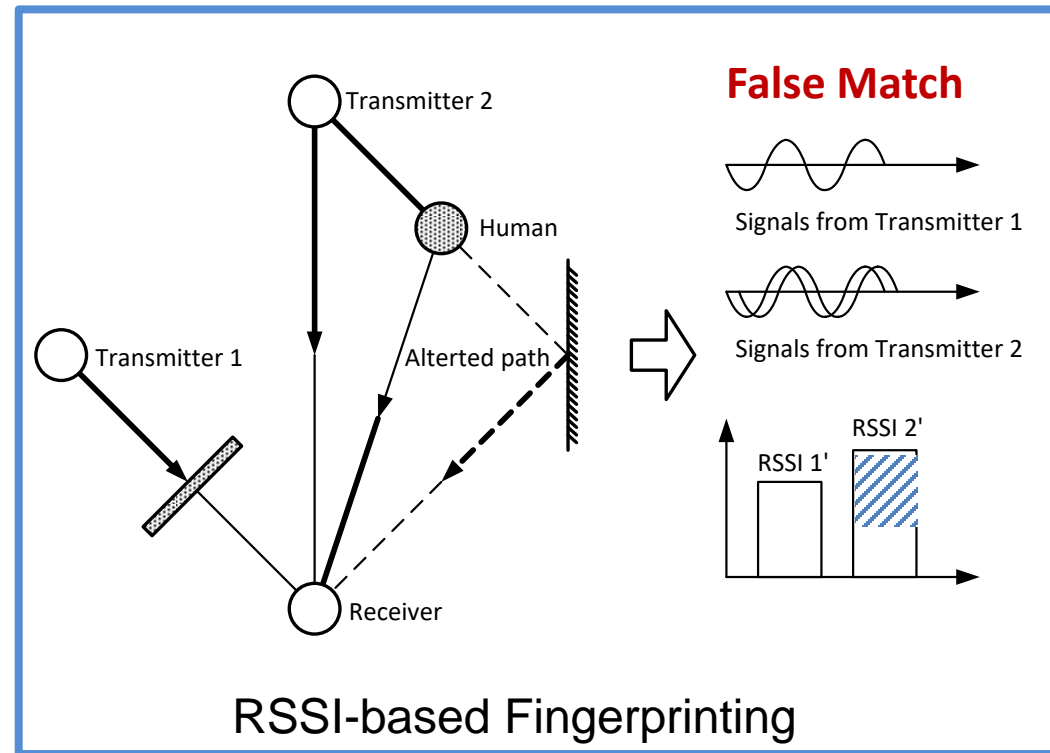 False Match
Transmitter 2
Signals from Transmitter 1
Human
Signals from Transmitter 2
Transmitter 1
Alterted path
RSSI 2'
RSSI 1'
Receiver
RSSI-based Fingerprinting